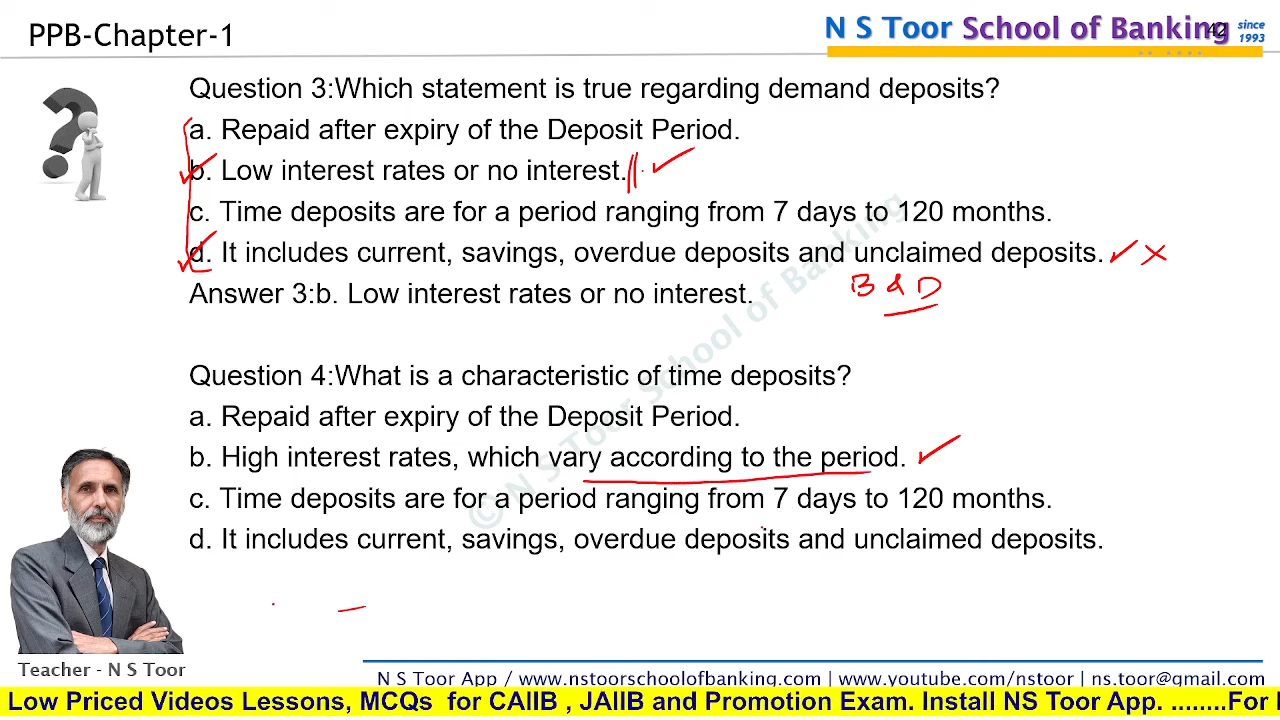 PPB-Chapter-1
N S Toor School of Banking since 1993
42
Question 3:Which statement is true regarding demand deposits?
a. Repaid after expiry of the Deposit Period.
b. Low interest rates or no interest.
c. Time deposits are for a period ranging from 7 days to 120 months.
d. It includes current, savings, overdue deposits and unclaimed deposits.
B & D
Answer 3:b. Low interest rates or no interest.
Question 4:What is a characteristic of time deposits?
a. Repaid after expiry of the Deposit Period.
b. High interest rates, which vary according to the period.
c. Time deposits are for a period ranging from 7 days to 120 months.
d. It includes current, savings, overdue deposits and unclaimed deposits.
© N S Toor School of Banking
Teacher - N S Toor
N S Toor App / www.nstoorschoolofbanking.com | www.youtube.com/nstoor | ns.toor@gmail.com
Low Priced Videos Lessons, MCQs for CAIIB , JAIIB and Promotion Exam. Install NS Toor App. ........For